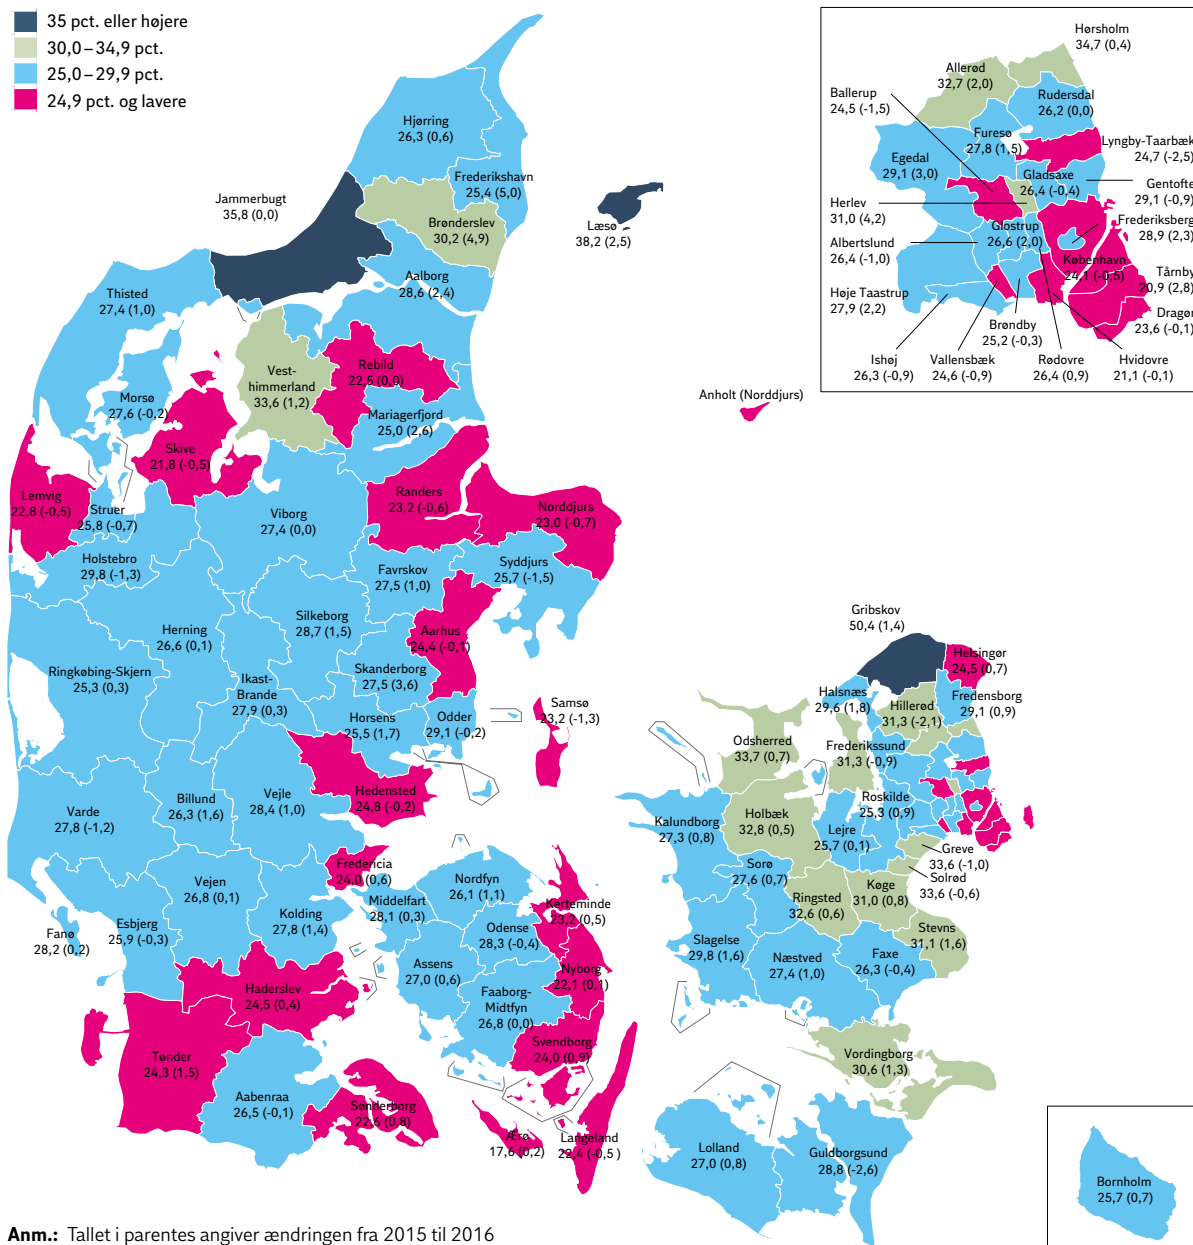 35 pct. eller højere
30,0–34,9 pct.
25,0–29,9 pct.
24,9 pct. og lavere
Hjørring
26,3 (0,6)
Frederikshavn
25,4 (5,0)
Jammerbugt
35,8 (0,0)
Brønderslev
30,2 (4,9)
Læsø
38,2 (2,5)
Aalborg
28,6 (2,4)
Thisted
27,4 (1,0)
Vest-
himmerland
33,6 (1,2)
Rebild
22,5 (0,0)
Morsø
27,6 (-0,2)
Mariagerfjord
25,0 (2,6)
Anholt (Norddjurs)
Skive
21,8 (-0,5)
Lemvig
22,8 (-0,5)
Struer
25,8 (-0,7)
Viborg
27,4 (0,0)
Randers
23,2 (-0,6)
Norddjurs
23,0 (-0,7)
Holstebro
29,8 (-1,3)
Favrskov
27,5 (1,0)
Syddjurs
25,7 (-1,5)
Herning
26,6 (0,1)
Silkeborg
28,7 (1,5)
Aarhus
24,4 (-0,1)
Ringkøbing-Skjern
25,3 (0,3)
Ikast-
Brande
27,9 (0,3)
Skanderborg
27,5 (3,6)
Horsens
25,5 (1,7)
Odder
29,1 (-0,2)
Samsø
23,2 (-1,3)
Hedensted
24,8 (-0,2)
Varde
27,8 (-1,2)
Billund
26,3 (1,6)
Vejle
28,4 (1,0)
Fredericia
24,0 (0,6)
Vejen
26,8 (0,1)
Kolding
27,8 (1,4)
Fanø
28,2 (0,2)
Esbjerg
25,9 (-0,3)
Middelfart
28,1 (0,3)
Nordfyn
26,1 (1,1)
Kerteminde
23,2 (0,5)
Odense
28,3 (-0,4)
Assens
27,0 (0,6)
Nyborg
22,1 (0,1)
Faaborg-
Midtfyn
26,8 (0,0)
Svendborg
24,0 (0,9)
Haderslev
24,5 (0,4)
Tønder
24,3 (1,5)
Aabenraa
26,5 (-0,1)
Sønderborg
22,6 (0,8)
Ærø
17,6 (0,2)
Langeland
22,4 (-0,5 )
Hørsholm
34,7 (0,4)
Allerød
32,7 (2,0)
Ballerup
24,5 (-1,5)
Rudersdal
26,2 (0,0)
Furesø
27,8 (1,5)
Lyngby-Taarbæk
24,7 (-2,5)
Egedal
29,1 (3,0)
Gladsaxe
26,4 (-0,4)
Gentofte
29,1 (-0,9)
Herlev
31,0 (4,2)
Frederiksberg
28,9 (2,3)
Glostrup
26,6 (2,0)
Albertslund
26,4 (-1,0)
København
24,1 (-0,5)
Tårnby
20,9 (2,8)
Høje Taastrup
27,9 (2,2)
Dragør
23,6 (-0,1)
Brøndby
25,2 (-0,3)
Ishøj
26,3 (-0,9)
Vallensbæk
24,6 (-0,9)
Rødovre
26,4 (0,9)
Hvidovre
21,1 (-0,1)
Gribskov
50,4 (1,4)
Helsingør
24,5 (0,7)
Halsnæs
29,6 (1,8)
Hillerød
31,3 (-2,1)
Fredensborg
29,1 (0,9)
Odsherred
33,7 (0,7)
Frederikssund
31,3 (-0,9)
Roskilde
25,3 (0,9)
Kalundborg
27,3 (0,8)
Holbæk
32,8 (0,5)
Lejre
25,7 (0,1)
Greve
33,6 (-1,0)
Solrød
33,6 (-0,6)
Sorø
27,6 (0,7)
Ringsted
32,6 (0,6)
Køge
31,0 (0,8)
Stevns
31,1 (1,6)
Slagelse
29,8 (1,6)
Næstved
27,4 (1,0)
Faxe
26,3 (-0,4)
Vordingborg
30,6 (1,3)
Lolland
27,0 (0,8)
Guldborgsund
28,8 (-2,6)
Bornholm
25,7 (0,7)
Anm.: Tallet i parentes angiver ændringen fra 2015 til 2016